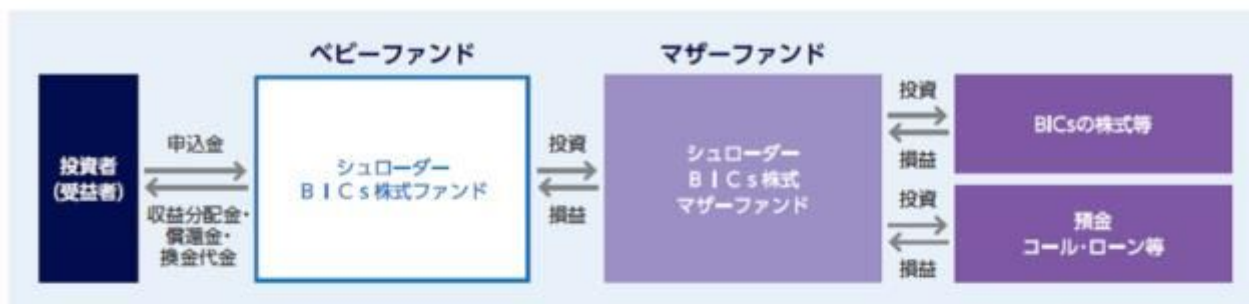 ベビーファンド
マザーファンド
投資者
(受益者)
申込金
収益分配金・
償還金・
換金代金
シュローダー
BICs株式ファンド
投資
損益
シュローダー
BICs株式
マザーファンド
投資
損益
BICsの株式等
投資
損益
預金
コール・ローン等